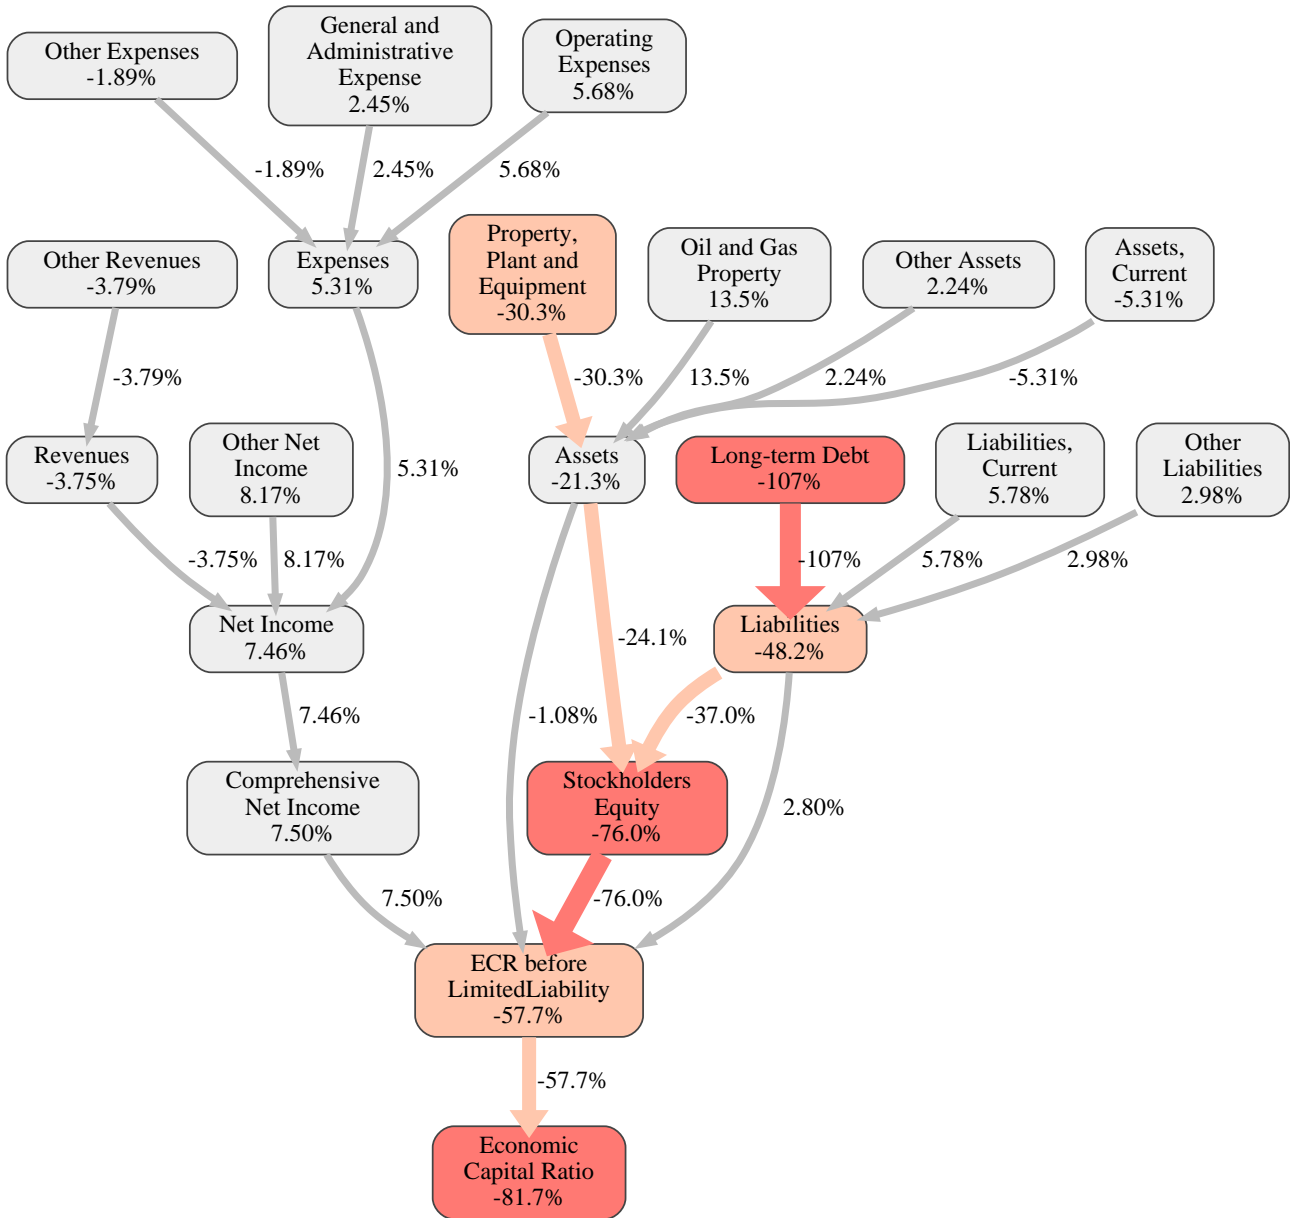 Other Expenses
-1.89%
General and
Administrative
Expense
2.45%
Operating
Expenses
5.68%
-1.89%
2.45%
5.68%
Other Revenues
-3.79%
Expenses
5.31%
Property,
Plant and
Equipment
-30.3%
Oil and Gas
Property
13.5%
Other Assets
2.24%
Assets,
Current
-5.31%
-3.79%
-30.3%
13.5%
2.24%
-5.31%
Revenues
-3.75%
Other Net
Income
8.17%
5.31%
Assets
-21.3%
Long-term Debt
-107%
Liabilities,
Current
5.78%
Other
Liabilities
2.98%
-3.75%
8.17%
-107%
5.78%
2.98%
Net Income
7.46%
-24.1%
Liabilities
-48.2%
7.46%
-1.08%
-37.0%
Comprehensive
Net Income
7.50%
Stockholders
Equity
-76.0%
2.80%
7.50%
-76.0%
ECR before
LimitedLiability
-57.7%
-57.7%
Economic
Capital Ratio
-81.7%